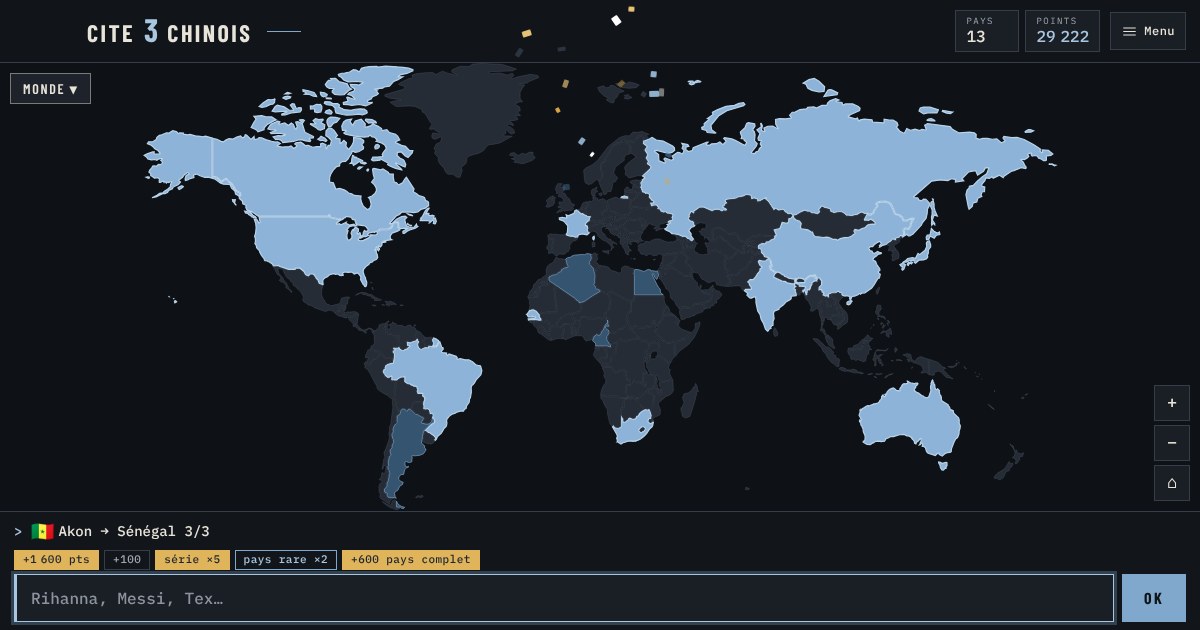 CITE 3 CHINOIS
PAYS
13
POINTS
29 222
Menu
MONDE ▼
+
−
⌂
> Akon → Sénégal 3/3
+1 600 pts
+100
série ×5
pays rare ×2
+600 pays complet
Rihanna, Messi, Tex…
OK